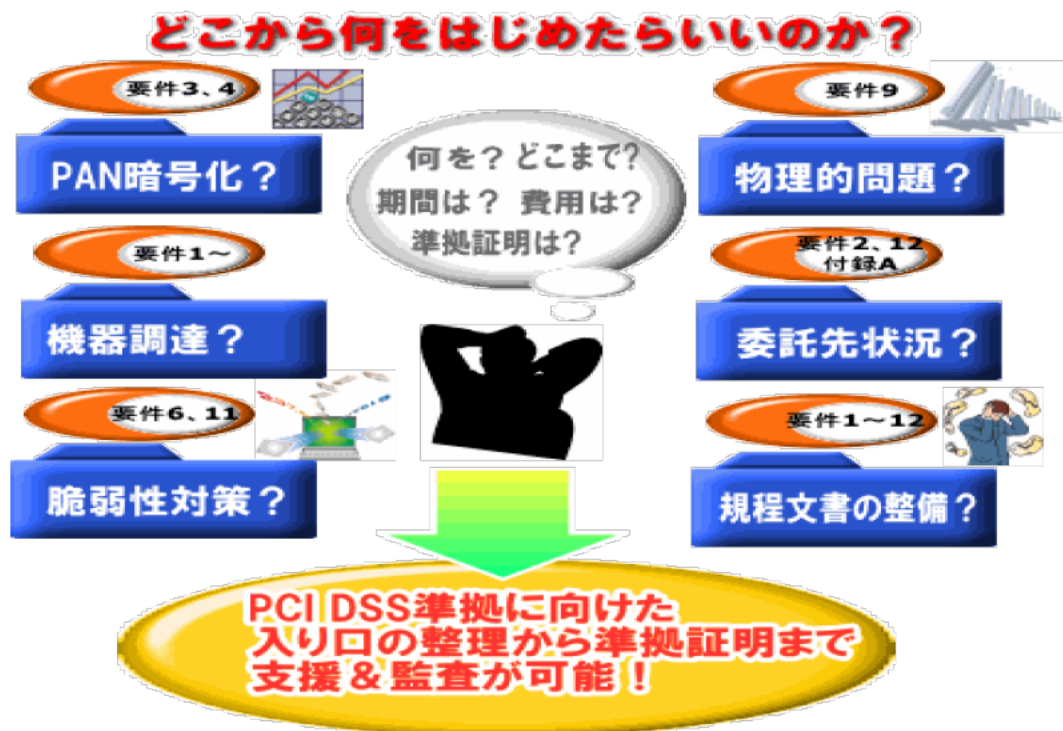 どこから何をはじめたらいいのか？
要件3、4
PAN暗号化？
要件1～
機器調達？
要件6、11
脆弱性対策？
何を？どこまで？
期間は？ 費用は？
準拠証明は？
要件9
物理的問題？
要件2、12
付録A
委託先状況？
要件1～12
規程文書の整備？
PCI DSS準拠に向けた
入り口の整理から準拠証明まで
支援＆監査が可能！